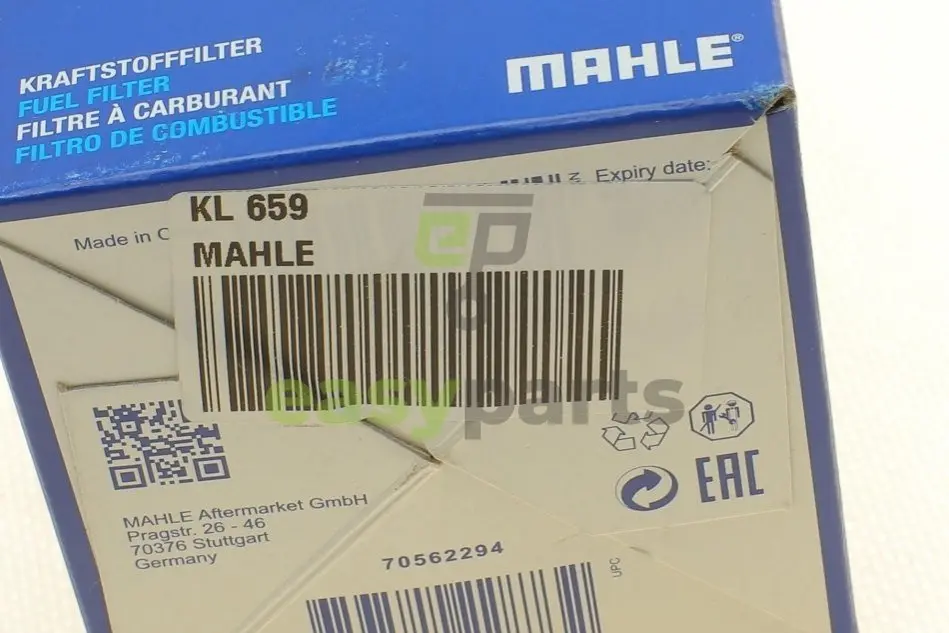 KRAFTSTOFFFILTER
FUEL FILTER
FILTRE À CARBURANT
FILTRO DE COMBUSTIBLE
MAHLE®
Expiry date:
Made in
KL 659
MAHLE
ep
easyparts
EAC
MAHLE Aftermarket GmbH
Pragstr. 26 - 46
70376 Stuttgart
Germany
70562294
UPC